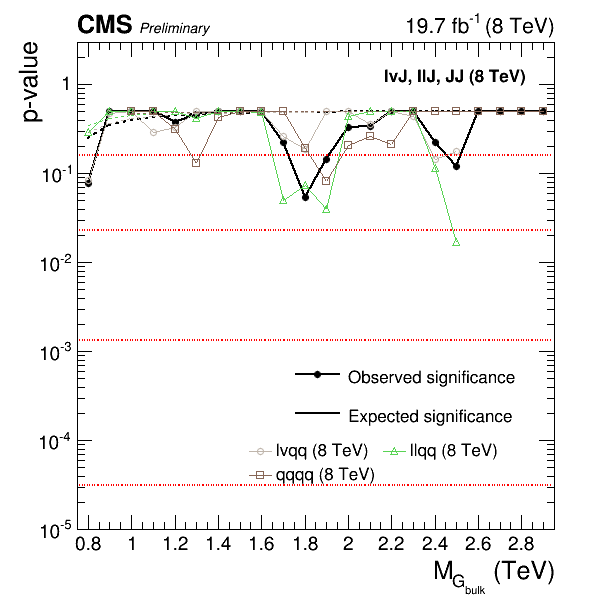 CMS Preliminary 19.7 fb-1 (8 TeV)
p-value
lvJ, llJ, JJ (8 TeV)
1
10-1
10-2
10-3
10-4
10-5
Observed significance
Expected significance
lvqq (8 TeV) llqq (8 TeV)
qqqq (8 TeV)
0.8 1 1.2 1.4 1.6 1.8 2 2.2 2.4 2.6 2.8
MGbulk (TeV)